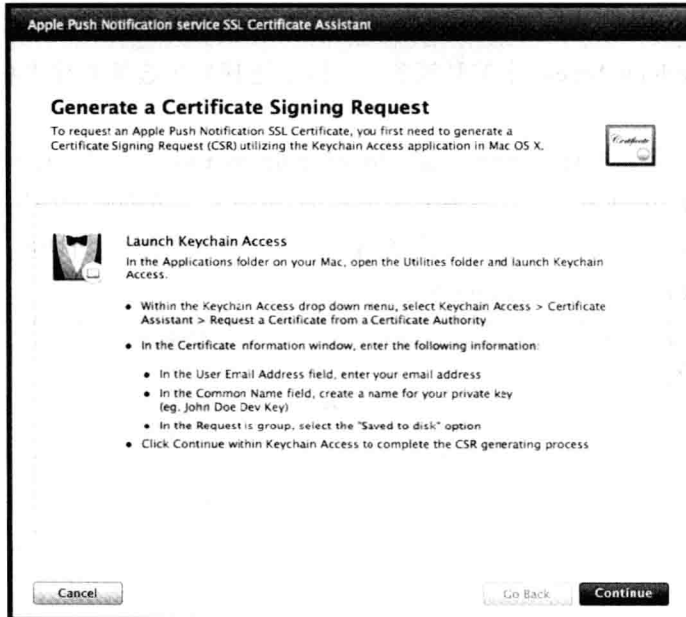 Apple Push Notification service SSL Certificate Assistant
Generate a Certificate Signing Request
To request an Apple Push Notification SSL Certificate, you first need to generate a
Certificate Signing Request (CSR) utilizing the Keychain Access application in Mac OS X.
Certificate
Launch Keychain Access
In the Applications folder on your Mac, open the Utilities folder and launch Keychain
Access.
• Within the Keychain Access drop down menu, select Keychain Access > Certificate
Assistant > Request a Certificate from a Certificate Authority
• In the Certificate nformation window, enter the following information:
• In the User Email Address field, enter your email address
• In the Common Name field, create a name for your private key
(eg. John Doe Dev Key)
• In the Request is group, select the "Saved to disk" option
• Click Continue within Keychain Access to complete the CSR generating process
Cancel
Go Back
Continue